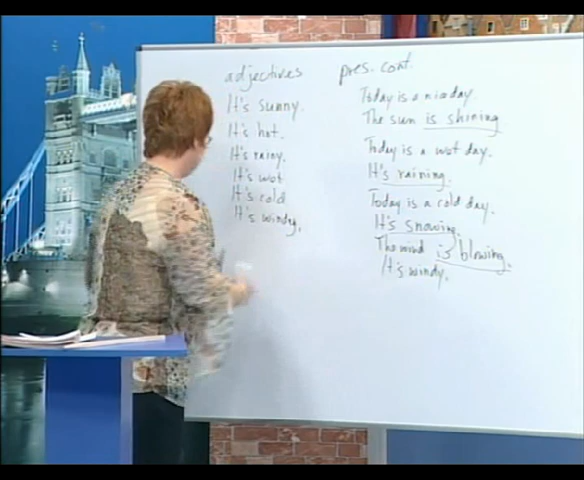 adjectives
It's sunny.
It's hot.
It's rainy.
It's wet
It's cold
It's windy.
pres. cont.
Today is a nice day.
The sun is shining.
Today is a wet day.
It's raining.
Today is a cold day.
It's snowing.
The wind is blowing.
It's windy.